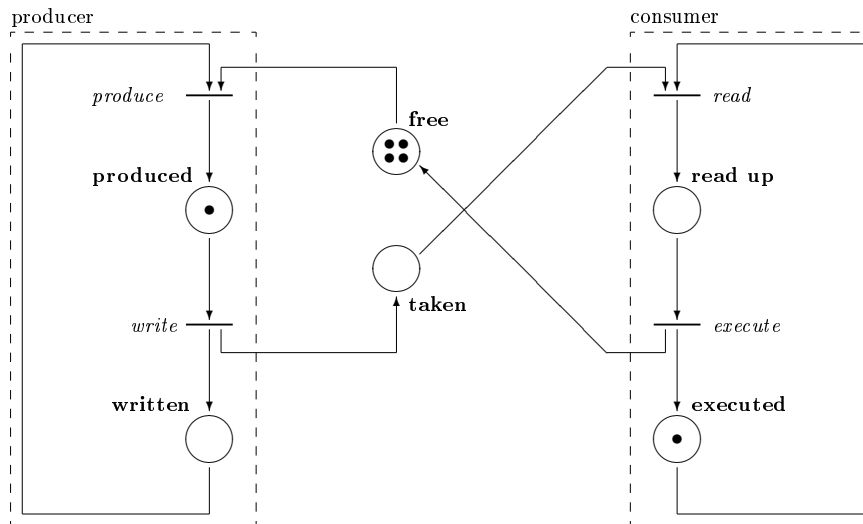 producer
consumer
produce
read
free
produced
read up
taken
write
execute
written
executed